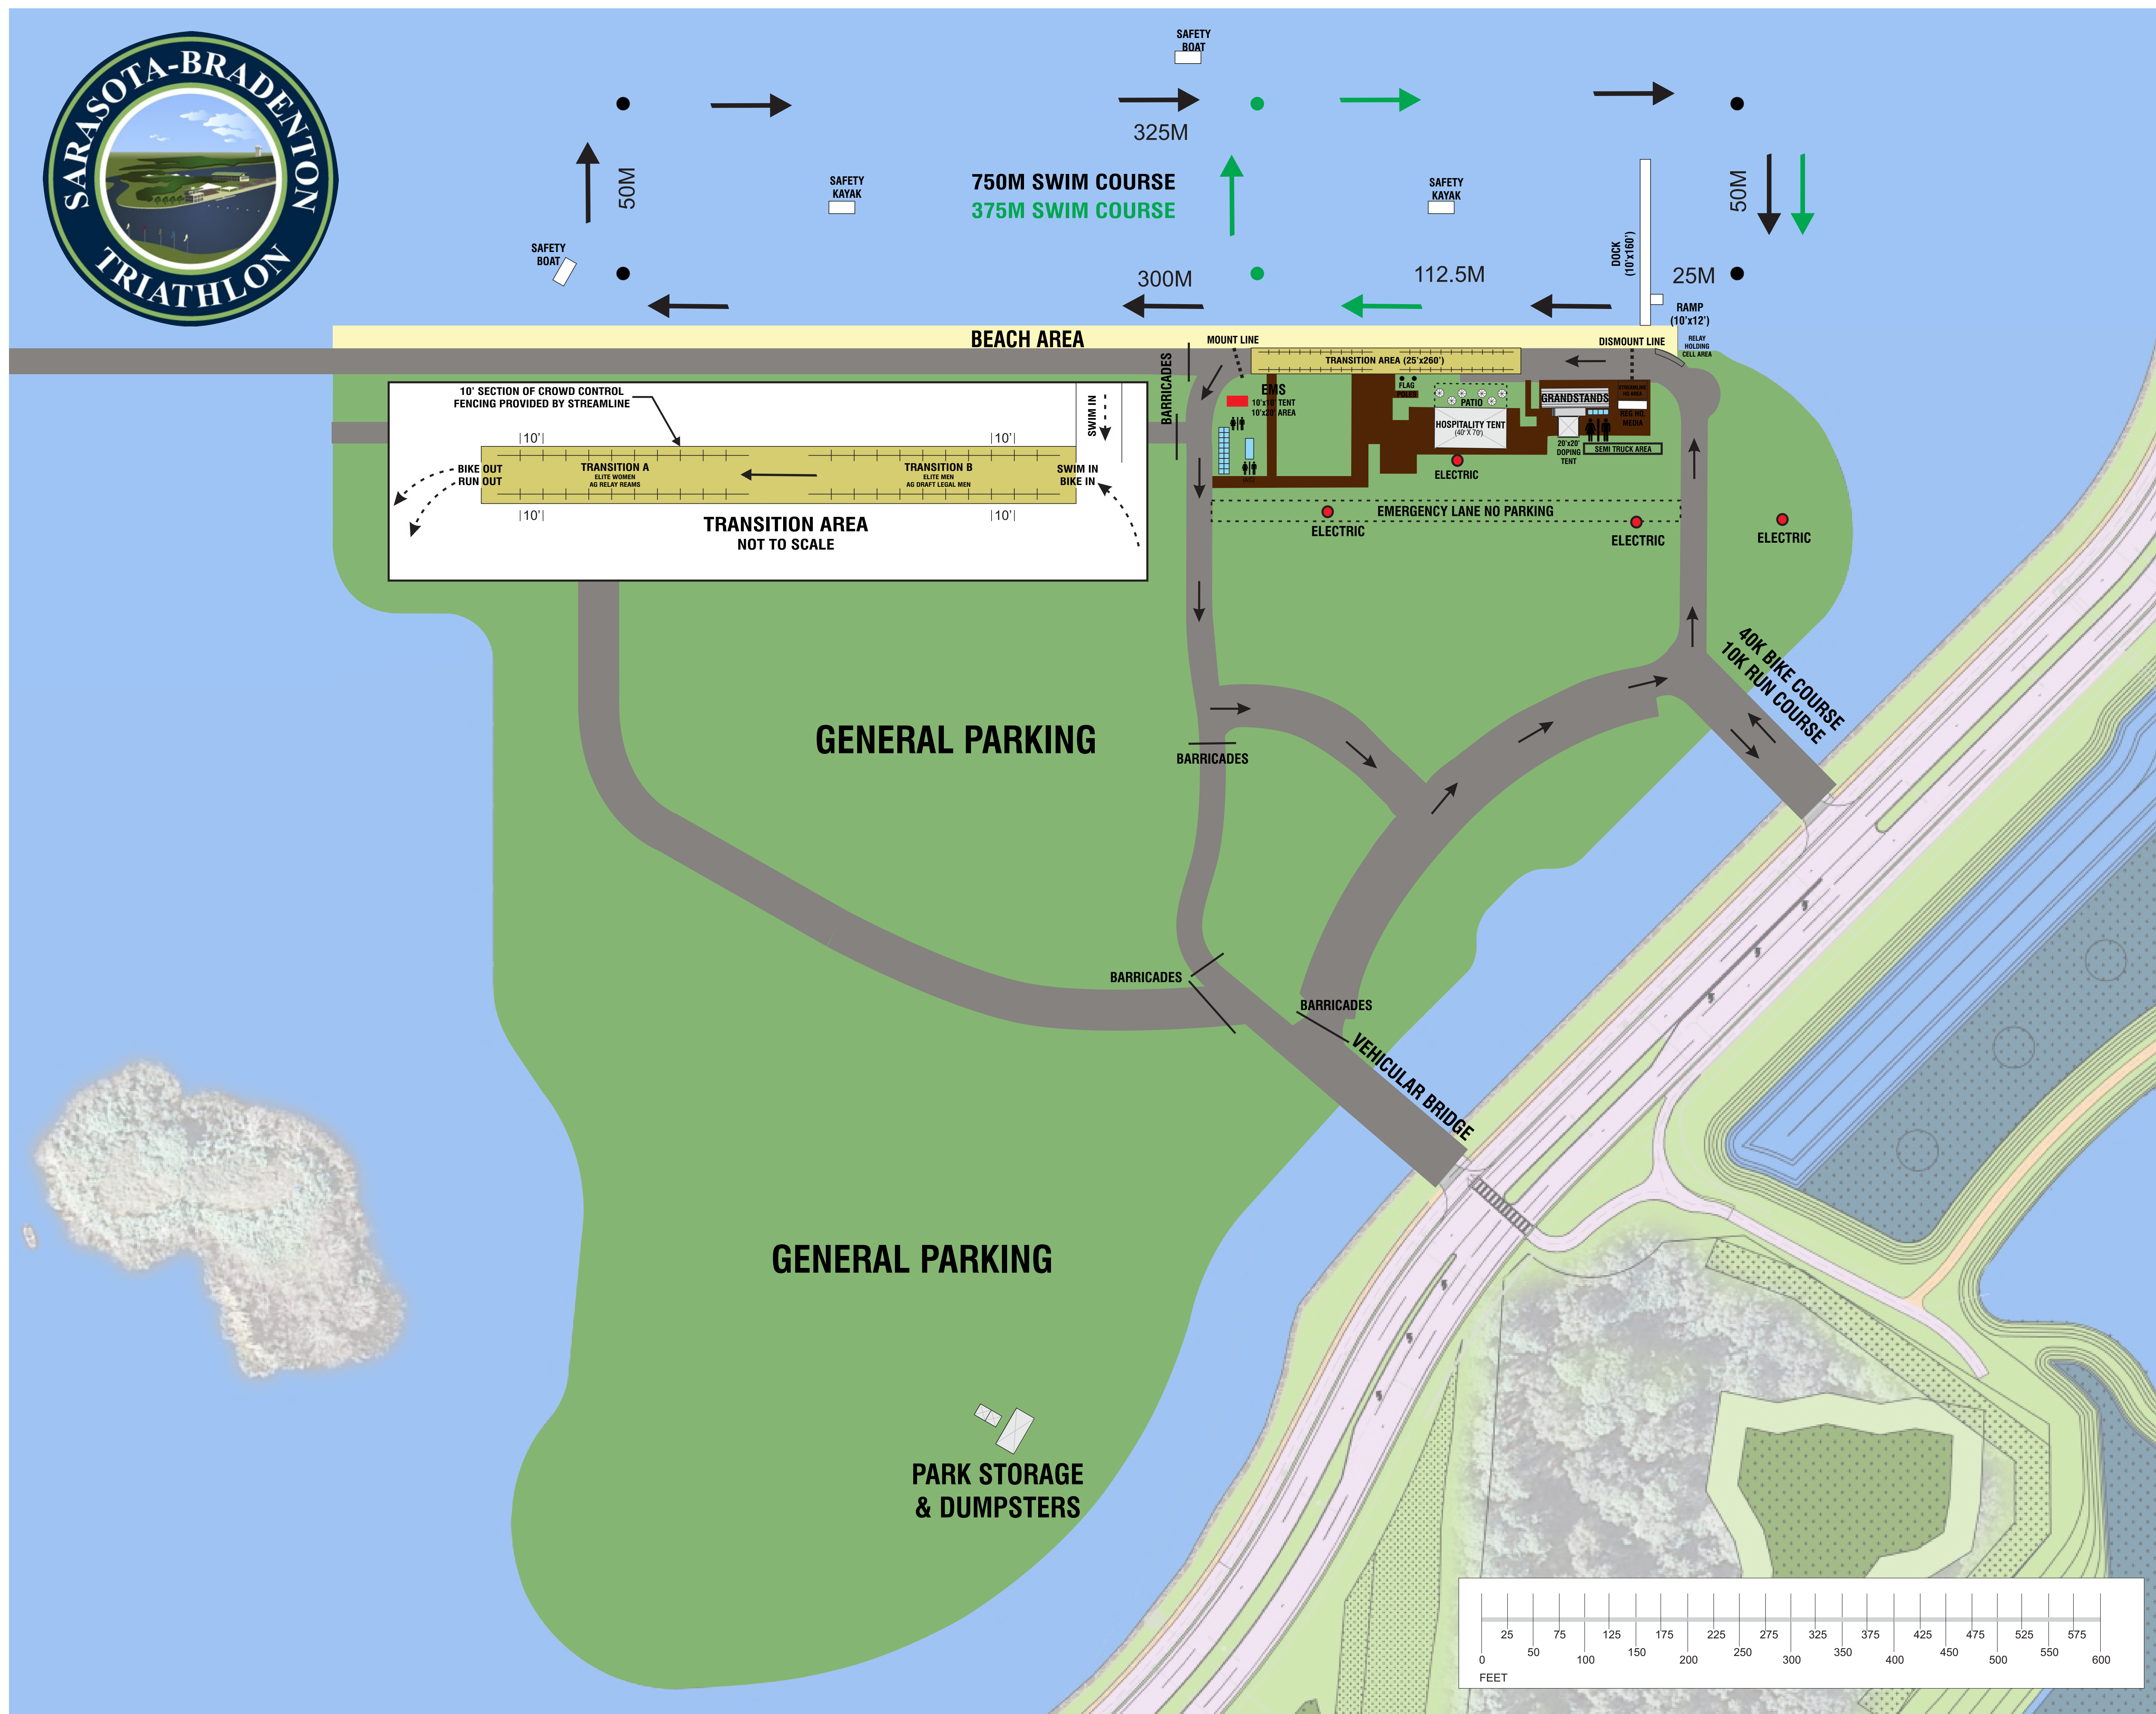 SARASOTA-BRADENTON
TRIATHLON
SAFETY
BOAT
325M
50M
SAFETY
KAYAK
750M SWIM COURSE
375M SWIM COURSE
SAFETY
KAYAK
50M
SAFETY
BOAT
300M
112.5M
DOCK
(10'x160')
25M
RAMP
(10'x12')
BEACH AREA
BARRICADES
MOUNT LINE
TRANSITION AREA (25'x260')
DISMOUNT LINE
RELAY
HOLDING
CELL AREA
10' SECTION OF CROWD CONTROL
FENCING PROVIDED BY STREAMLINE
SWIM IN
|10'|
|10'|
BIKE OUT
RUN OUT
TRANSITION A
ELITE WOMEN
AG RELAY REAMS
TRANSITION B
ELITE MEN
AG DRAFT LEGAL MEN
SWIM IN
BIKE IN
|10'|
|10'|
TRANSITION AREA
NOT TO SCALE
EMS
10'x10' TENT
10'x20' AREA
FLAG
POLES
PATIO
HOSPITALITY TENT
(40' X 70')
GRANDSTANDS
STREAMLINE
REG HQ
MEDIA
20'x20'
DOPING
TENT
SEMI TRUCK AREA
ELECTRIC
EMERGENCY LANE NO PARKING
ELECTRIC
ELECTRIC
ELECTRIC
40K BIKE COURSE
10K RUN COURSE
GENERAL PARKING
BARRICADES
BARRICADES
BARRICADES
VEHICULAR BRIDGE
GENERAL PARKING
PARK STORAGE
& DUMPSTERS
25 75 125 175 225 275 325 375 425 475 525 575
50 150 250 350 450 550
0 100 200 300 400 500 600
FEET